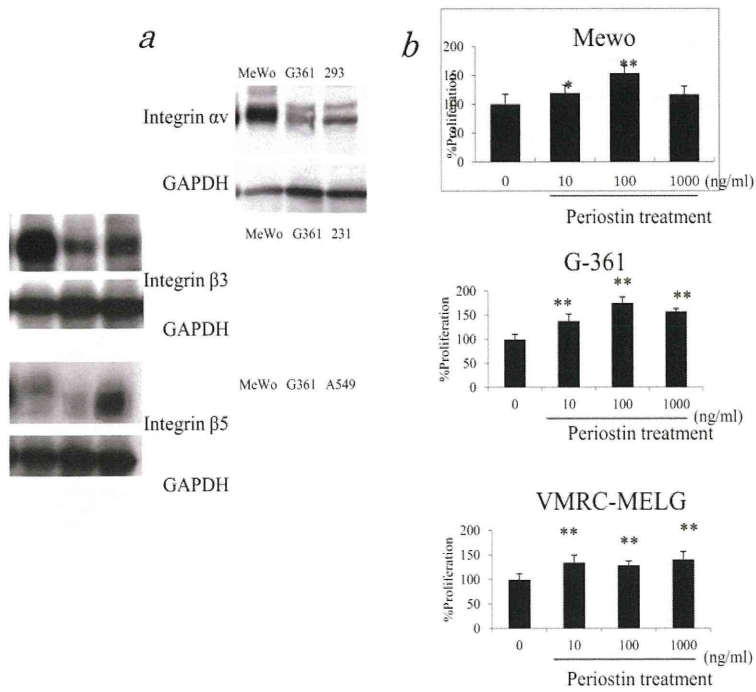 a
MeWo G361 293
Integrin αv
GAPDH
MeWo G361 231
Integrin β3
GAPDH
MeWo G361 A549
Integrin β5
GAPDH
b
Mewo
%Proliferation
200
150
100
50
0
*
**
0 10 100 1000 (ng/ml)
Periostin treatment
G-361
%Proliferation
200
150
100
50
0
**
**
**
0 10 100 1000
(ng/ml)
Periostin treatment
VMRC-MELG
%Proliferation
200
150
100
50
0
**
**
**
0 10 100 1000
(ng/ml)
Periostin treatment